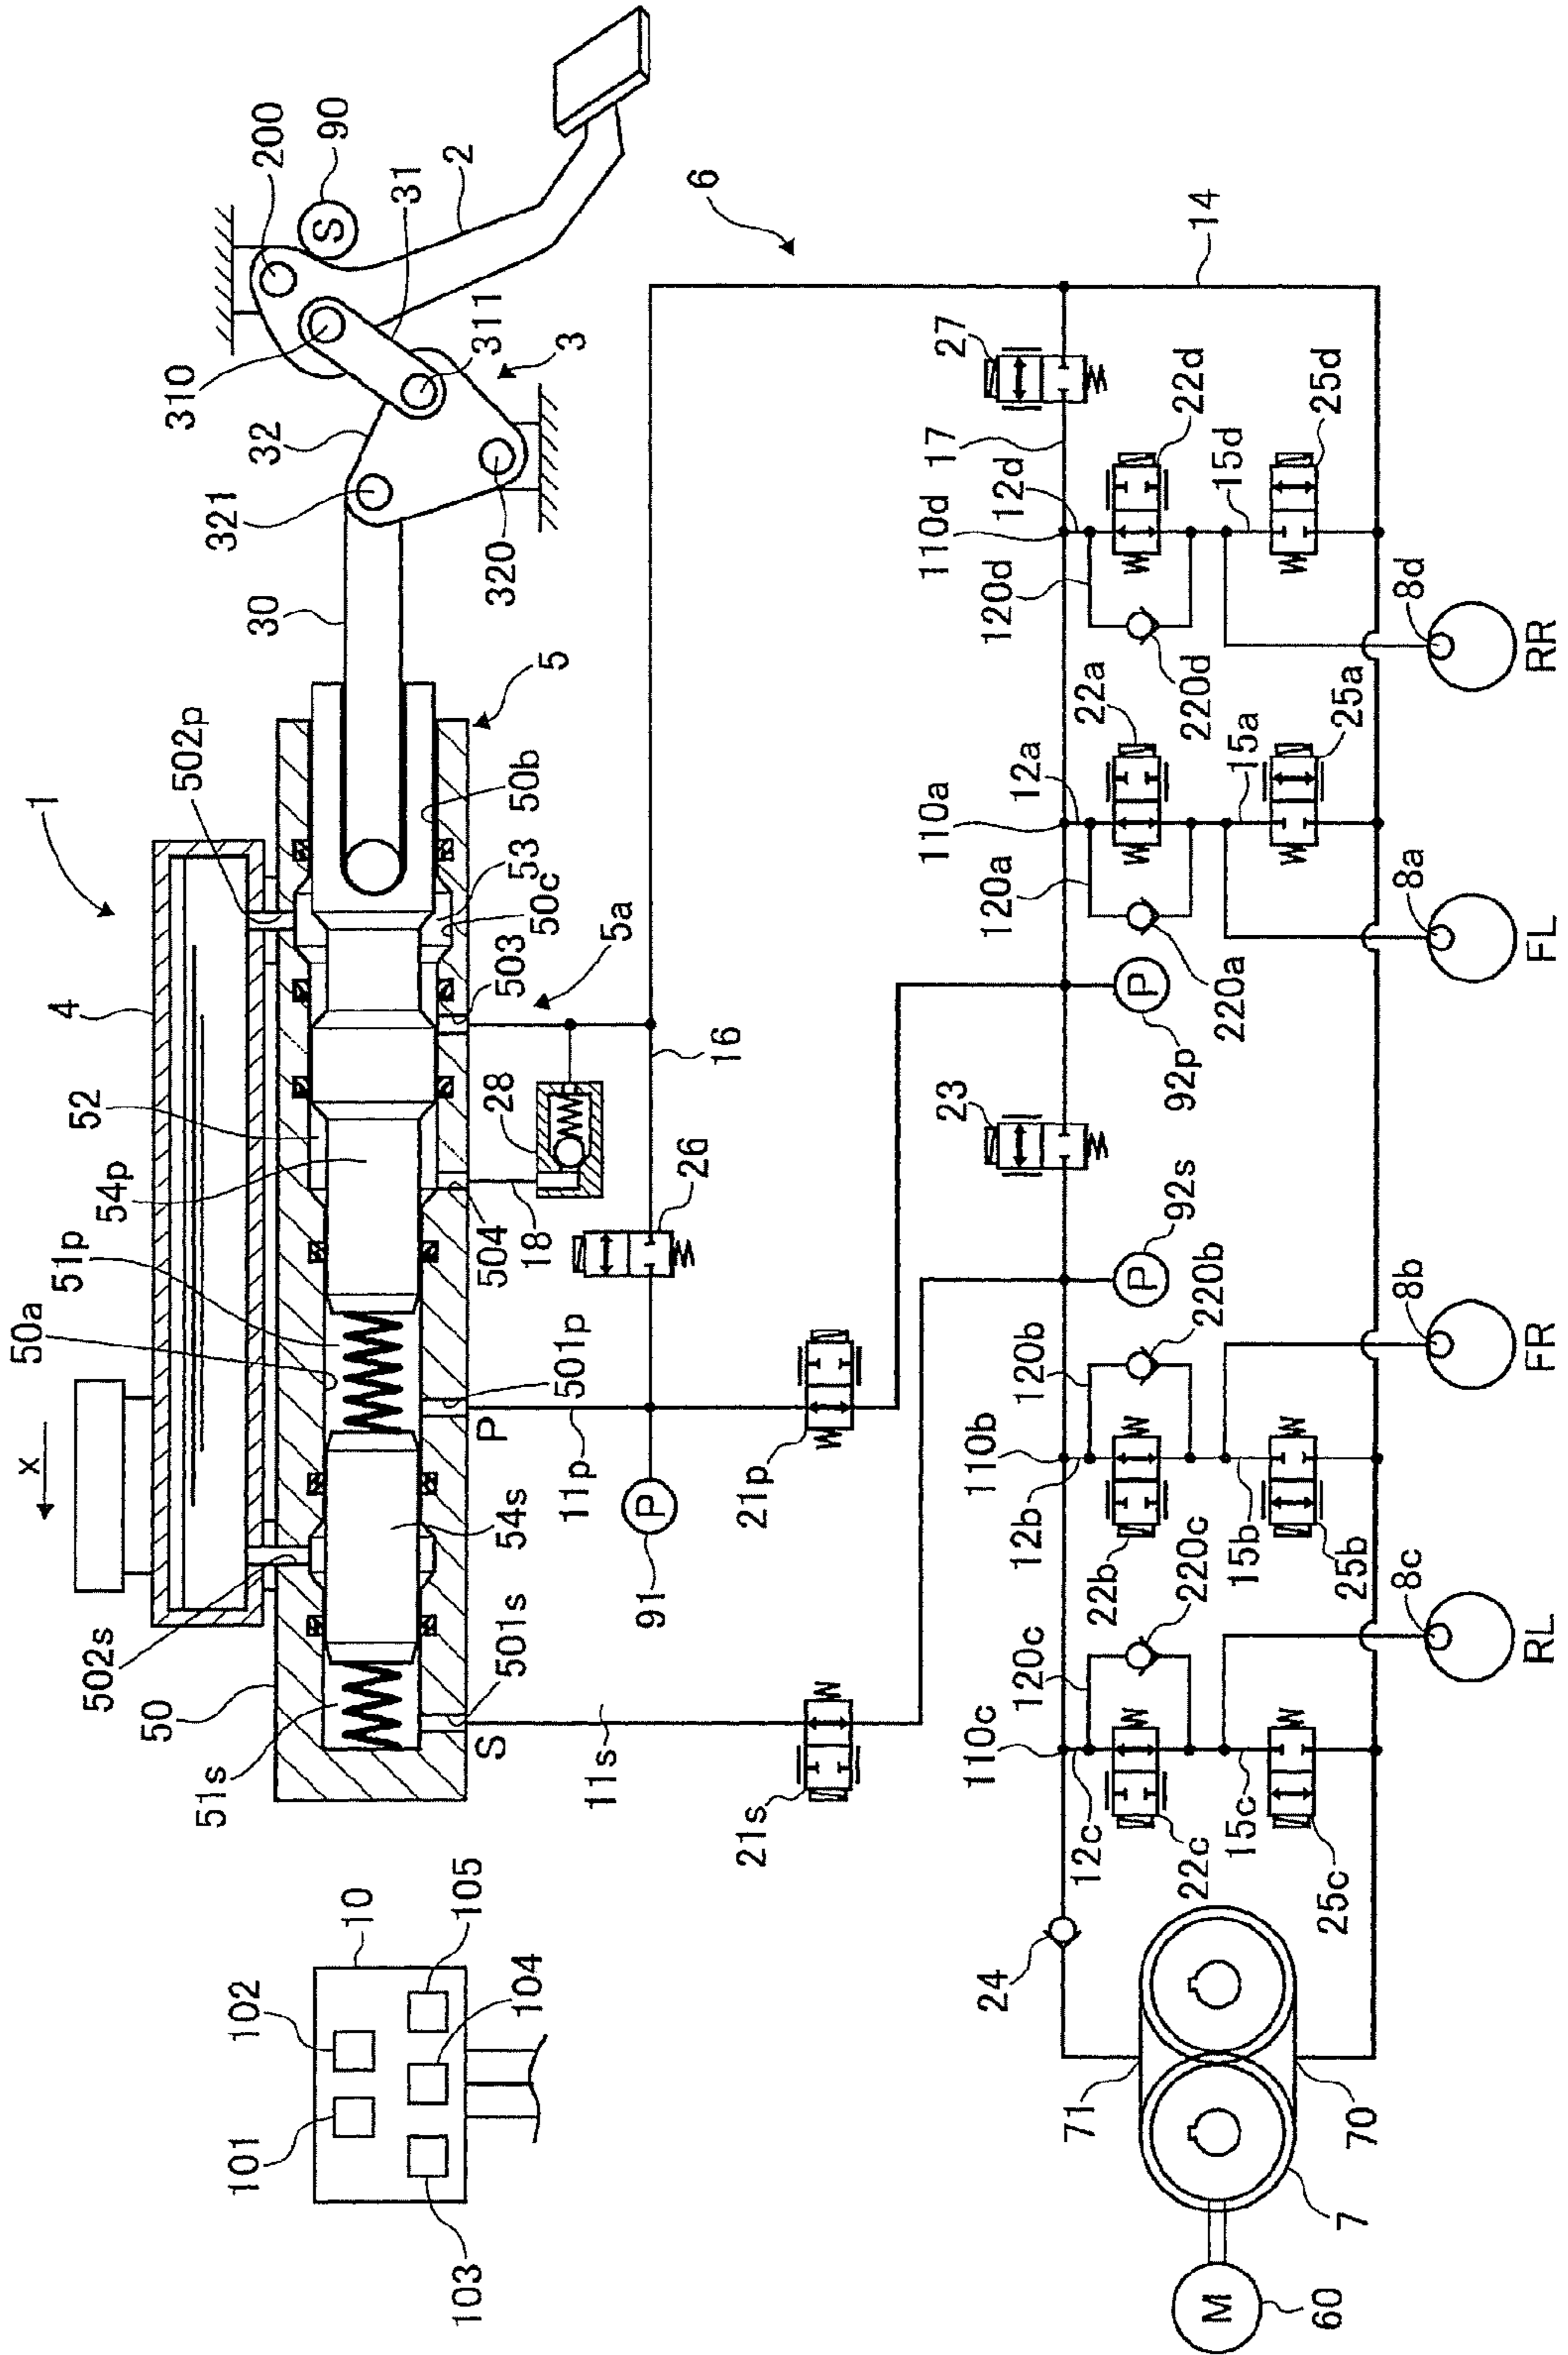 1
x
4
50a
51p
54p
52
502p
502s
50
51s
54s
501s
S
P
501p
11p
11s
504
18
28
503
5a
50c
53
50b
5
30
321
320
32
3
310
311
31
200
S
90
2
6
16
26
P
91
21p
21s
10
101
102
103
104
105
14
27
17
12d
110d
120d
22d
220d
15d
25d
8d
RR
110a
12a
120a
22a
220a
15a
25a
8a
FL
P
92p
23
P
92s
110b
12b
120b
22b
220b
15b
25b
8b
FR
110c
12c
120c
22c
220c
15c
25c
8c
RL
24
71
70
7
M
60